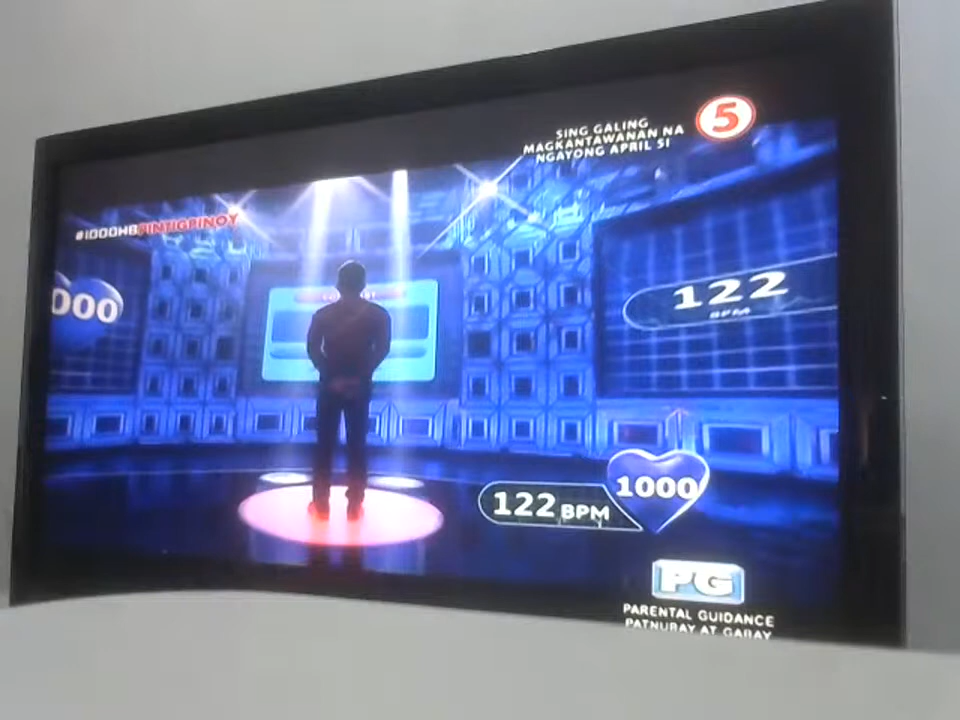 5
SING GALING
MAGKANTAWANAN NA
NGAYONG APRIL 5!
#1000HBPINTIGPINOY
000
122
BPM
122 BPM
1000
PG
PARENTAL GUIDANCE
PATNUBAY AT GABAY